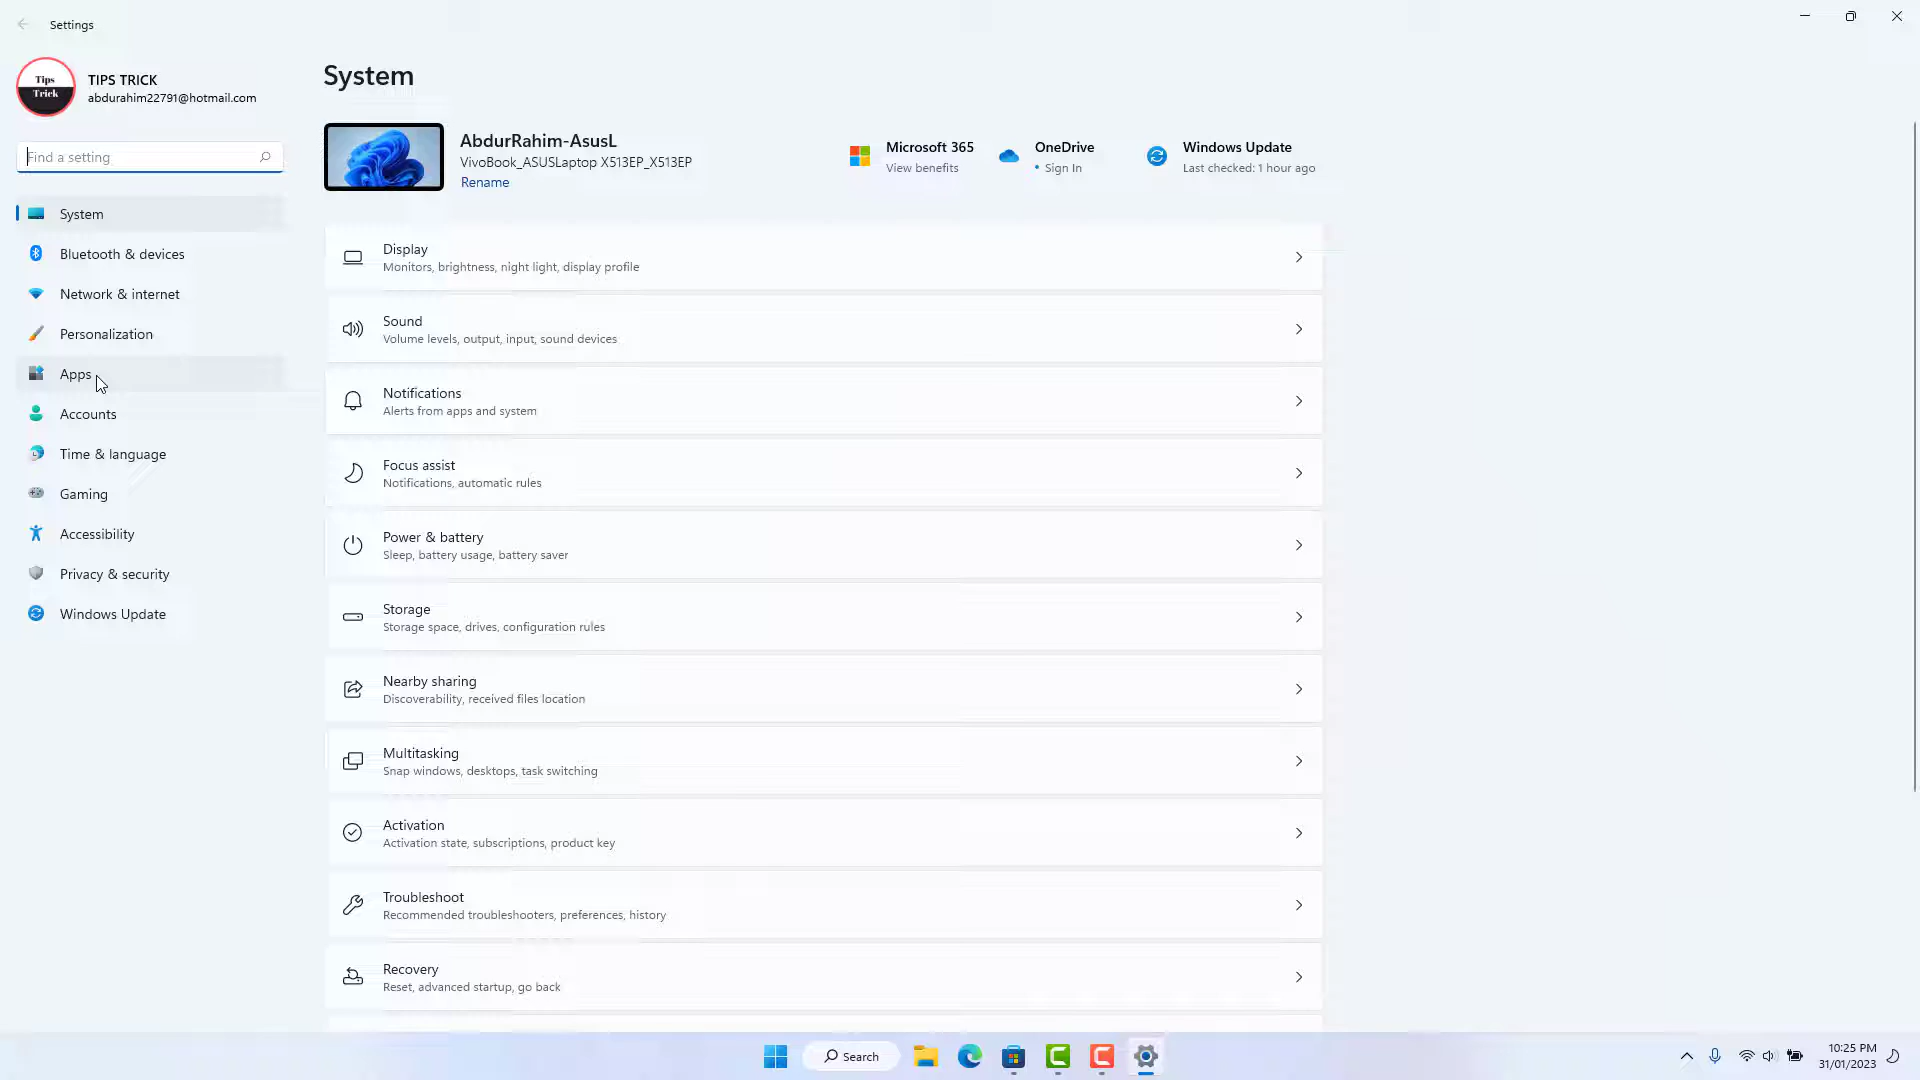 Settings
Tips
Trick
TIPS TRICK
abdurahim22791@hotmail.com
Find a setting
System
Bluetooth & devices
Network & internet
Personalization
Apps
Accounts
Time & language
Gaming
Accessibility
Privacy & security
Windows Update
System
AbdurRahim-AsusL
VivoBook_ASUSLaptop X513EP_X513EP
Rename
Microsoft 365
View benefits
OneDrive
• Sign In
Windows Update
Last checked: 1 hour ago
Display
Monitors, brightness, night light, display profile
Sound
Volume levels, output, input, sound devices
Notifications
Alerts from apps and system
Focus assist
Notifications, automatic rules
Power & battery
Sleep, battery usage, battery saver
Storage
Storage space, drives, configuration rules
Nearby sharing
Discoverability, received files location
Multitasking
Snap windows, desktops, task switching
Activation
Activation state, subscriptions, product key
Troubleshoot
Recommended troubleshooters, preferences, history
Recovery
Reset, advanced startup, go back
Search
10:25 PM
31/01/2023